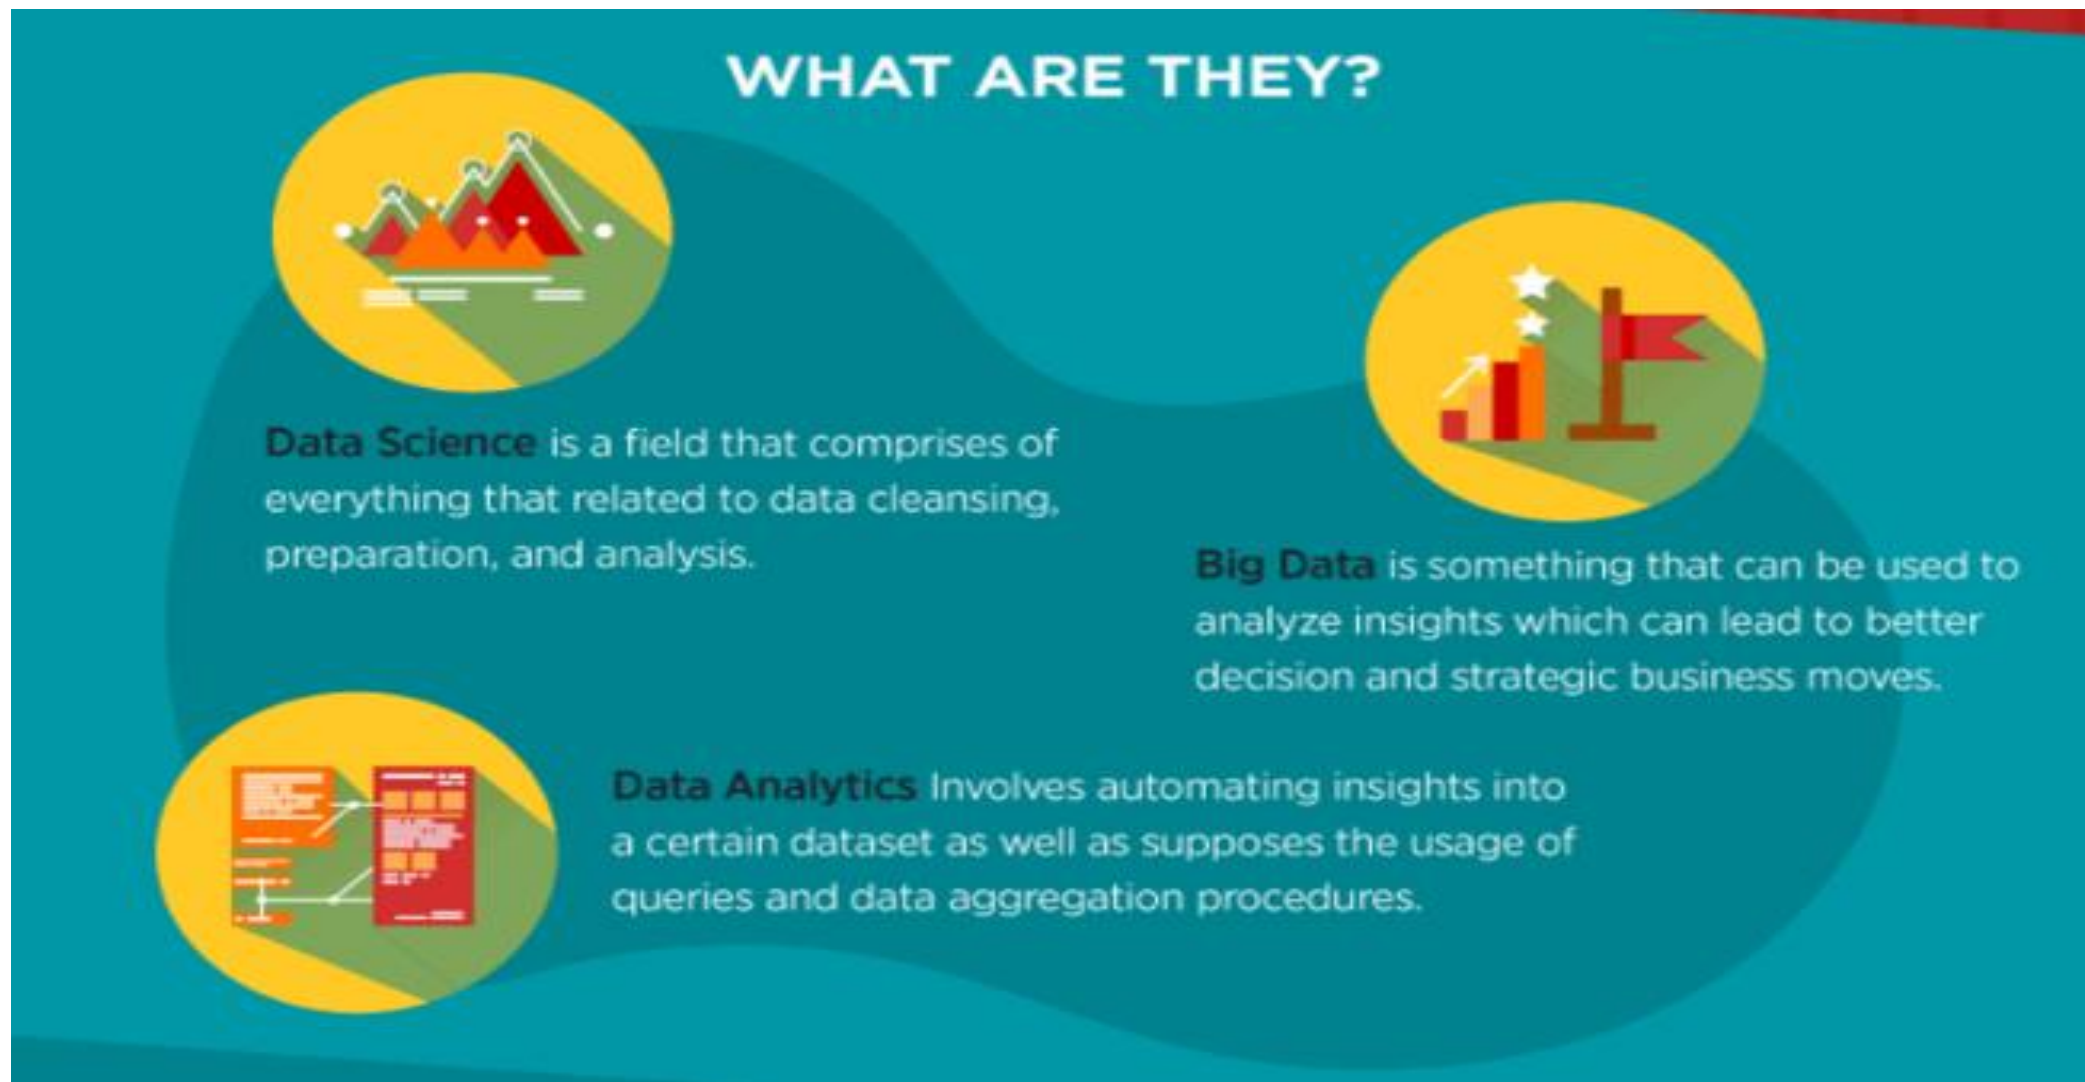 WHAT ARE THEY?
Data Science is a field that comprises of
everything that related to data cleansing,
preparation, and analysis.
Big Data is something that can be used to
analyze insights which can lead to better
decision and strategic business moves.
Data Analytics Involves automating insights into
a certain dataset as well as supposes the usage of
queries and data aggregation procedures.